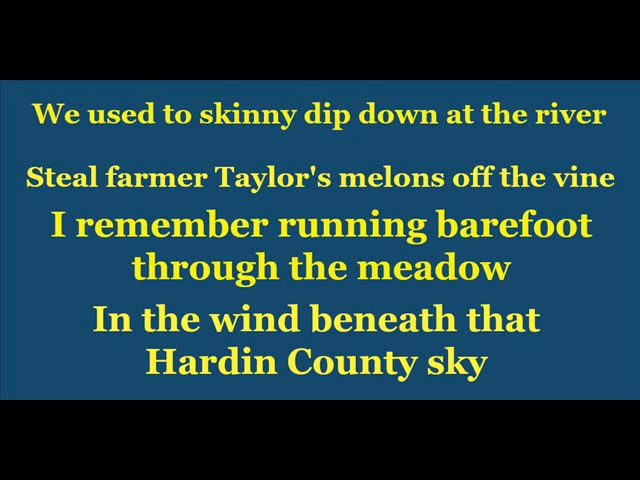 We used to skinny dip down at the river
Steal farmer Taylor's melons off the vine
I remember running barefoot
through the meadow
In the wind beneath that
Hardin County sky